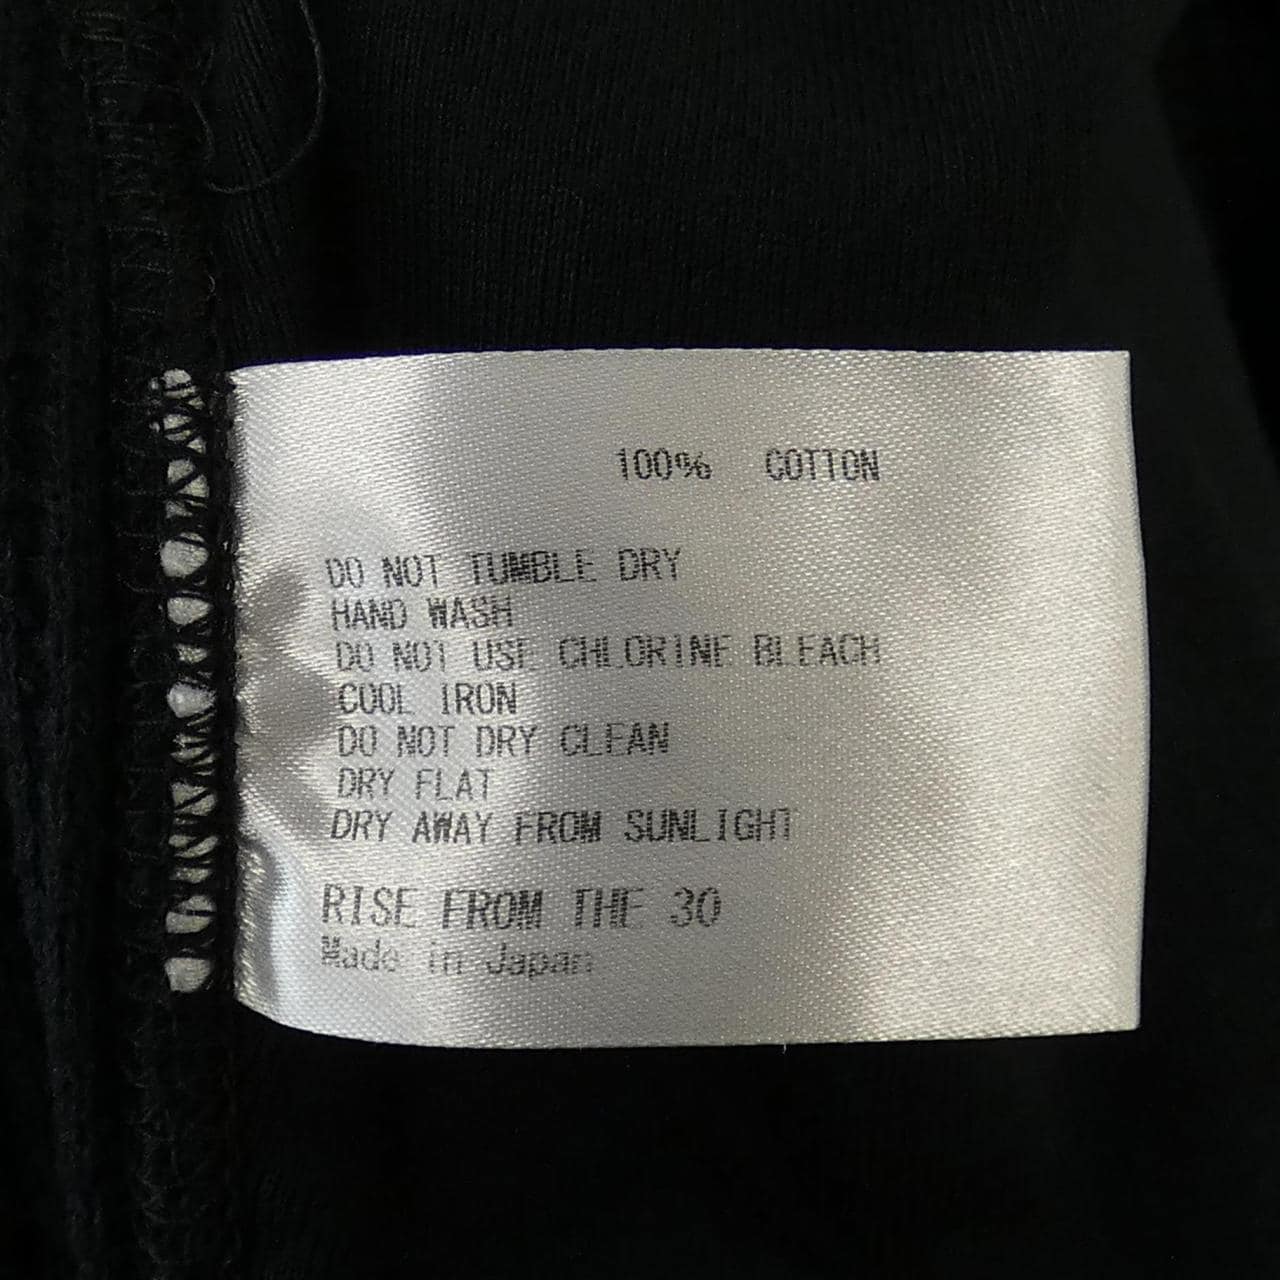 100% COTTON
DO NOT TUMBLE DRY
HAND WASH
DO NOT USE CHLORINE BLEACH
COOL IRON
DO NOT DRY CLEAN
DRY FLAT
DRY AWAY FROM SUNLIGHT
RISE FROM THE 30
Made in Japan